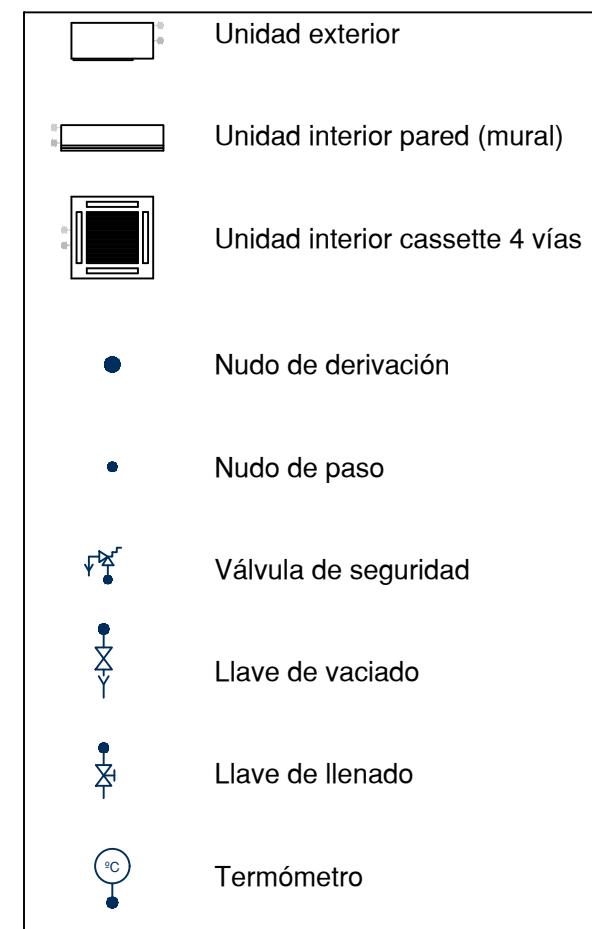 Unidad exterior
Unidad interior pared (mural)
Unidad interior cassette 4 vías
Nudo de derivación
Nudo de paso
Válvula de seguridad
Llave de vaciado
Llave de llenado
ºC
Termómetro